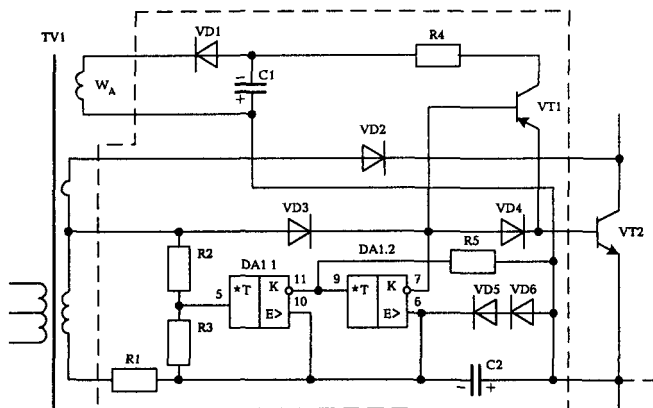 TV1
VD1
R4
W_A
−
C1
+
VT1
VD2
VD3
VD4
VT2
R2
DA1 1
DA1.2
R5
5
*T
K
11
9
*T
K
7
E>
10
E>
6
VD5
VD6
R3
R1
C2
−
+